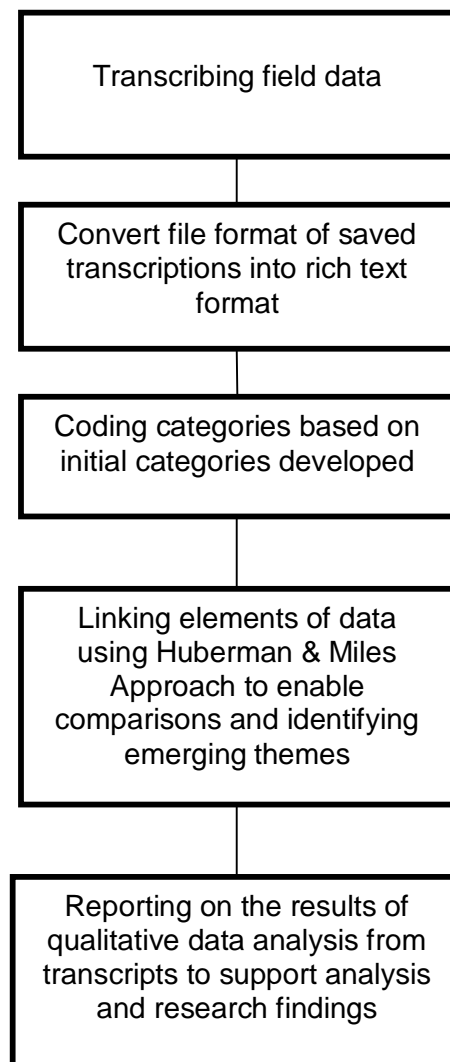 Transcribing field data
Convert file format of saved
transcriptions into rich text
format
Coding categories based on
initial categories developed
Linking elements of data
using Huberman & Miles
Approach to enable
comparisons and identifying
emerging themes
Reporting on the results of
qualitative data analysis from
transcripts to support analysis
and research findings